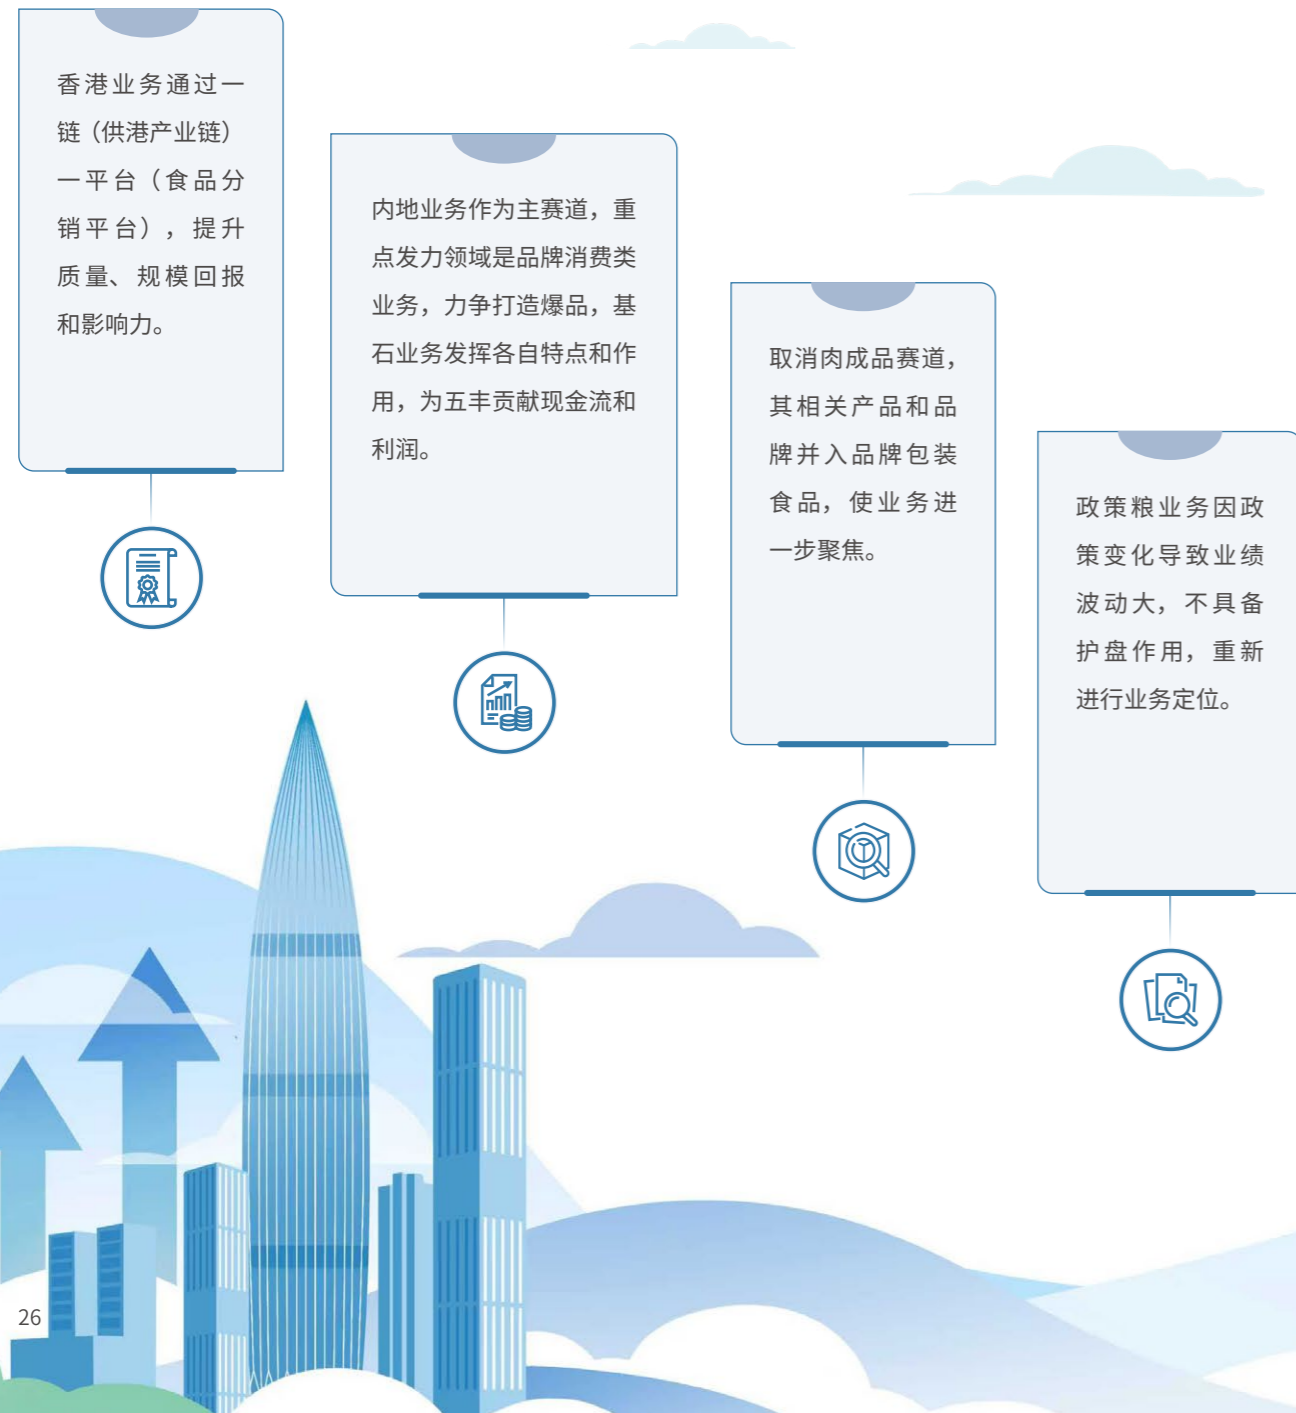 香港业务通过一
链（供港产业链）
一平台（食品分
销平台），提升
质量、规模回报
和影响力。
内地业务作为主赛道，重
点发力领域是品牌消费类
业务，力争打造爆品，基
石业务发挥各自特点和作
用，为五丰贡献现金流和
利润。
取消肉成品赛道，
其相关产品和品
牌并入品牌包装
食品，使业务进
一步聚焦。
政策粮业务因政
策变化导致业绩
波动大，不具备
护盘作用，重新
进行业务定位。
26